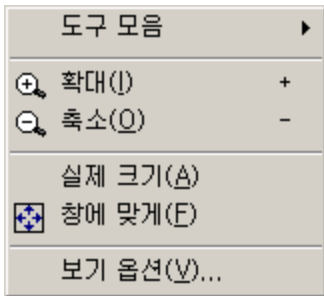 도구 모음
확대(I) +
축소(O) -
실제 크기(A)
창에 맞게(F)
보기 옵션(V)...